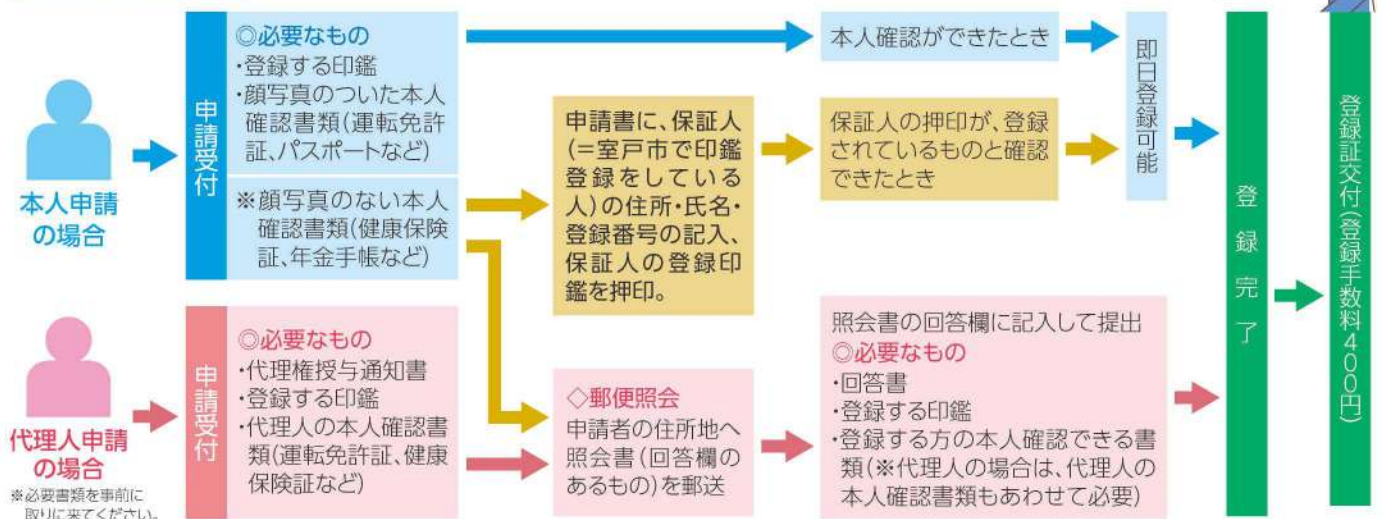 本人申請
の場合
申請受付
◎必要なもの
・登録する印鑑
・顔写真のついた本人
確認書類(運転免許
証、パスポートなど)
※顔写真のない本人
確認書類(健康保険
証、年金手帳など)
申請書に、保証人
(=室戸市で印鑑
登録をしている
人)の住所・氏名・
登録番号の記入、
保証人の登録印
鑑を押印。
本人確認ができたとき
保証人の押印が、登録
されているものと確認
できたとき
即日登録可能
代理人申請
の場合
※必要書類を事前に
取りに来てください。
申請受付
◎必要なもの
・代理権授与通知書
・登録する印鑑
・代理人の本人確認書
類(運転免許証、健康
保険証など)
◇郵便照会
申請者の住所地へ
照会書(回答欄の
あるもの)を郵送
照会書の回答欄に記入して提出
◎必要なもの
・回答書
・登録する印鑑
・登録する方の本人確認できる書
類(※代理人の場合は、代理人の
本人確認書類もあわせて必要)
登録完了
登録証交付(登録手数料400円)